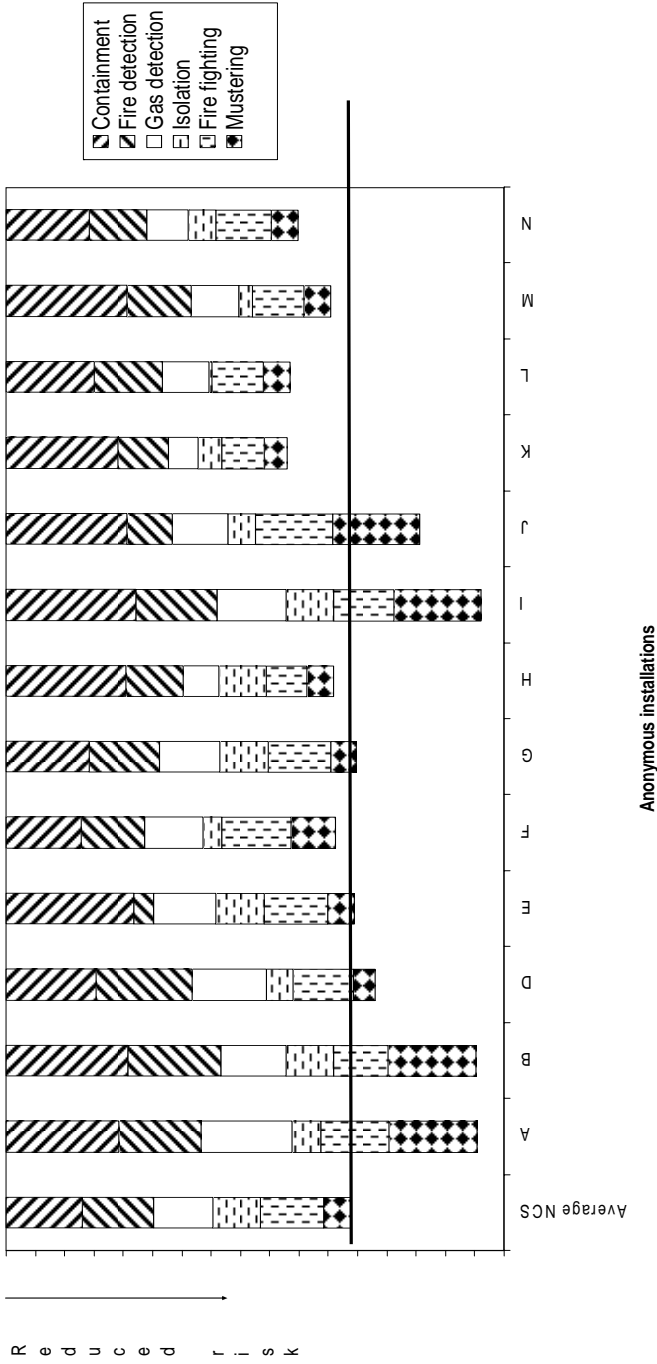 Containment
Fire detection
Gas detection
Isolation
Fire fighting
Mustering
N
M
L
K
J
I
H
G
F
E
D
B
A
Average NCS
Anonymous installations
Reduced risk